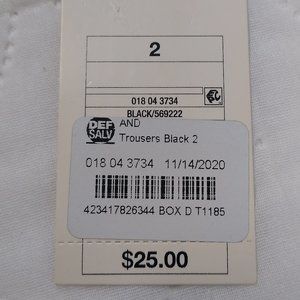 2
018 04 3734
BLACK/569222
DEF
SALV
AND
Trousers Black 2
018 04 3734 11/14/2020
423417826344 BOX D T1185
$25.00